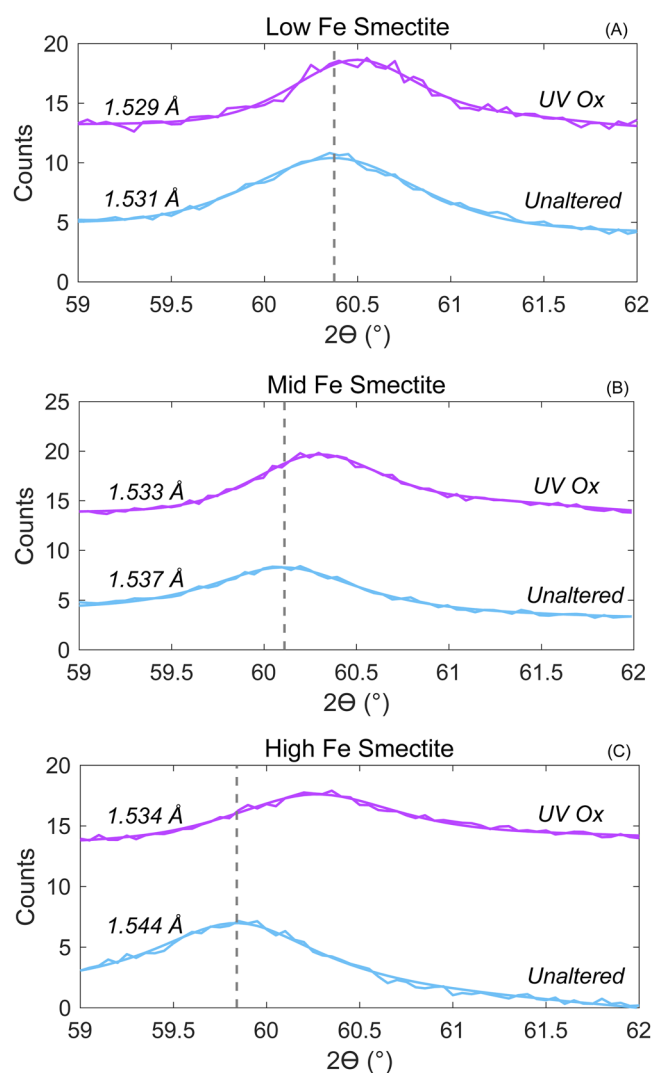 Low Fe Smectite
(A)
20
15
10
5
0
Counts
1.529 Å
UV Ox
1.531 Å
Unaltered
59 59.5 60 60.5 61 61.5 62
2Θ (°)
Mid Fe Smectite
(B)
25
20
15
10
5
0
Counts
1.533 Å
UV Ox
1.537 Å
Unaltered
59 59.5 60 60.5 61 61.5 62
2Θ (°)
High Fe Smectite
(C)
20
15
10
5
0
Counts
1.534 Å
UV Ox
1.544 Å
Unaltered
59 59.5 60 60.5 61 61.5 62
2Θ (°)